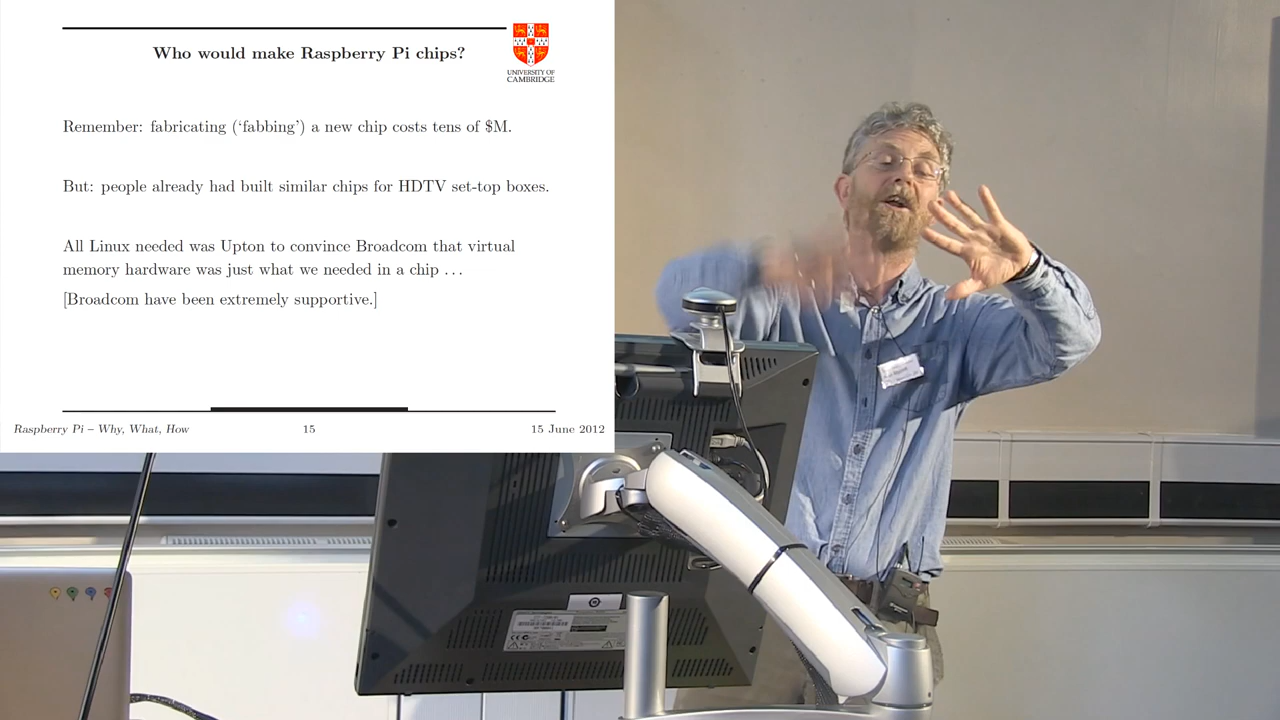 Who would make Raspberry Pi chips?
UNIVERSITY OF
CAMBRIDGE
Remember: fabricating (‘fabbing’) a new chip costs tens of $M.
But: people already had built similar chips for HDTV set-top boxes.
All Linux needed was Upton to convince Broadcom that virtual
memory hardware was just what we needed in a chip . . .
[Broadcom have been extremely supportive.]
Raspberry Pi – Why, What, How
15
15 June 2012